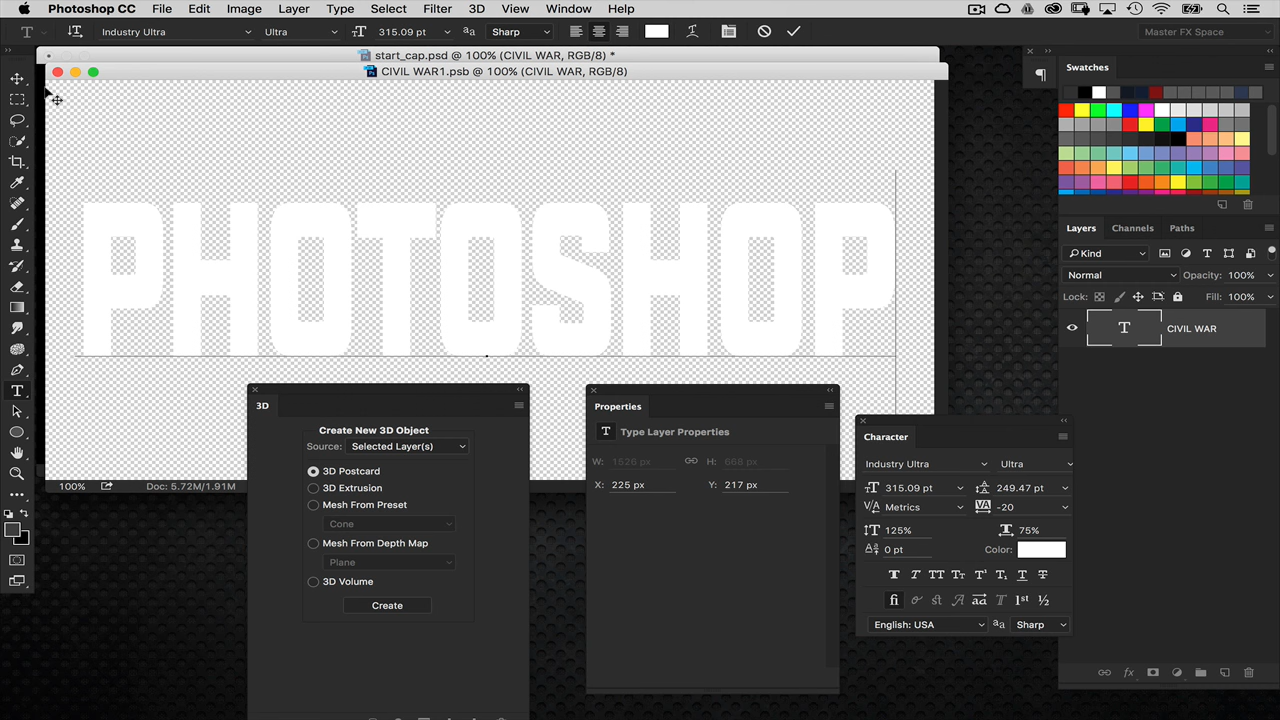 Photoshop CC File Edit Image Layer Type Select Filter 3D View Window Help
Industry Ultra Ultra 315.09 pt aa Sharp Master FX Space
start_cap.psd @ 100% (CIVIL WAR, RGB/8) *
CIVIL WAR1.psb @ 100% (CIVIL WAR, RGB/8)
PHOTOSHOP
100% Doc: 5.72M/1.91M
3D
Create New 3D Object
Source: Selected Layer(s)
3D Postcard
3D Extrusion
Mesh From Preset
Cone
Mesh From Depth Map
Plane
3D Volume
Create
Properties
Type Layer Properties
W: 1526 px H: 668 px
X: 225 px Y: 217 px
Character
Industry Ultra Ultra
315.09 pt 249.47 pt
Metrics -20
125% 75%
0 pt Color:
English: USA aa Sharp
Swatches
Layers Channels Paths
Kind
Normal Opacity: 100%
Lock: Fill: 100%
CIVIL WAR